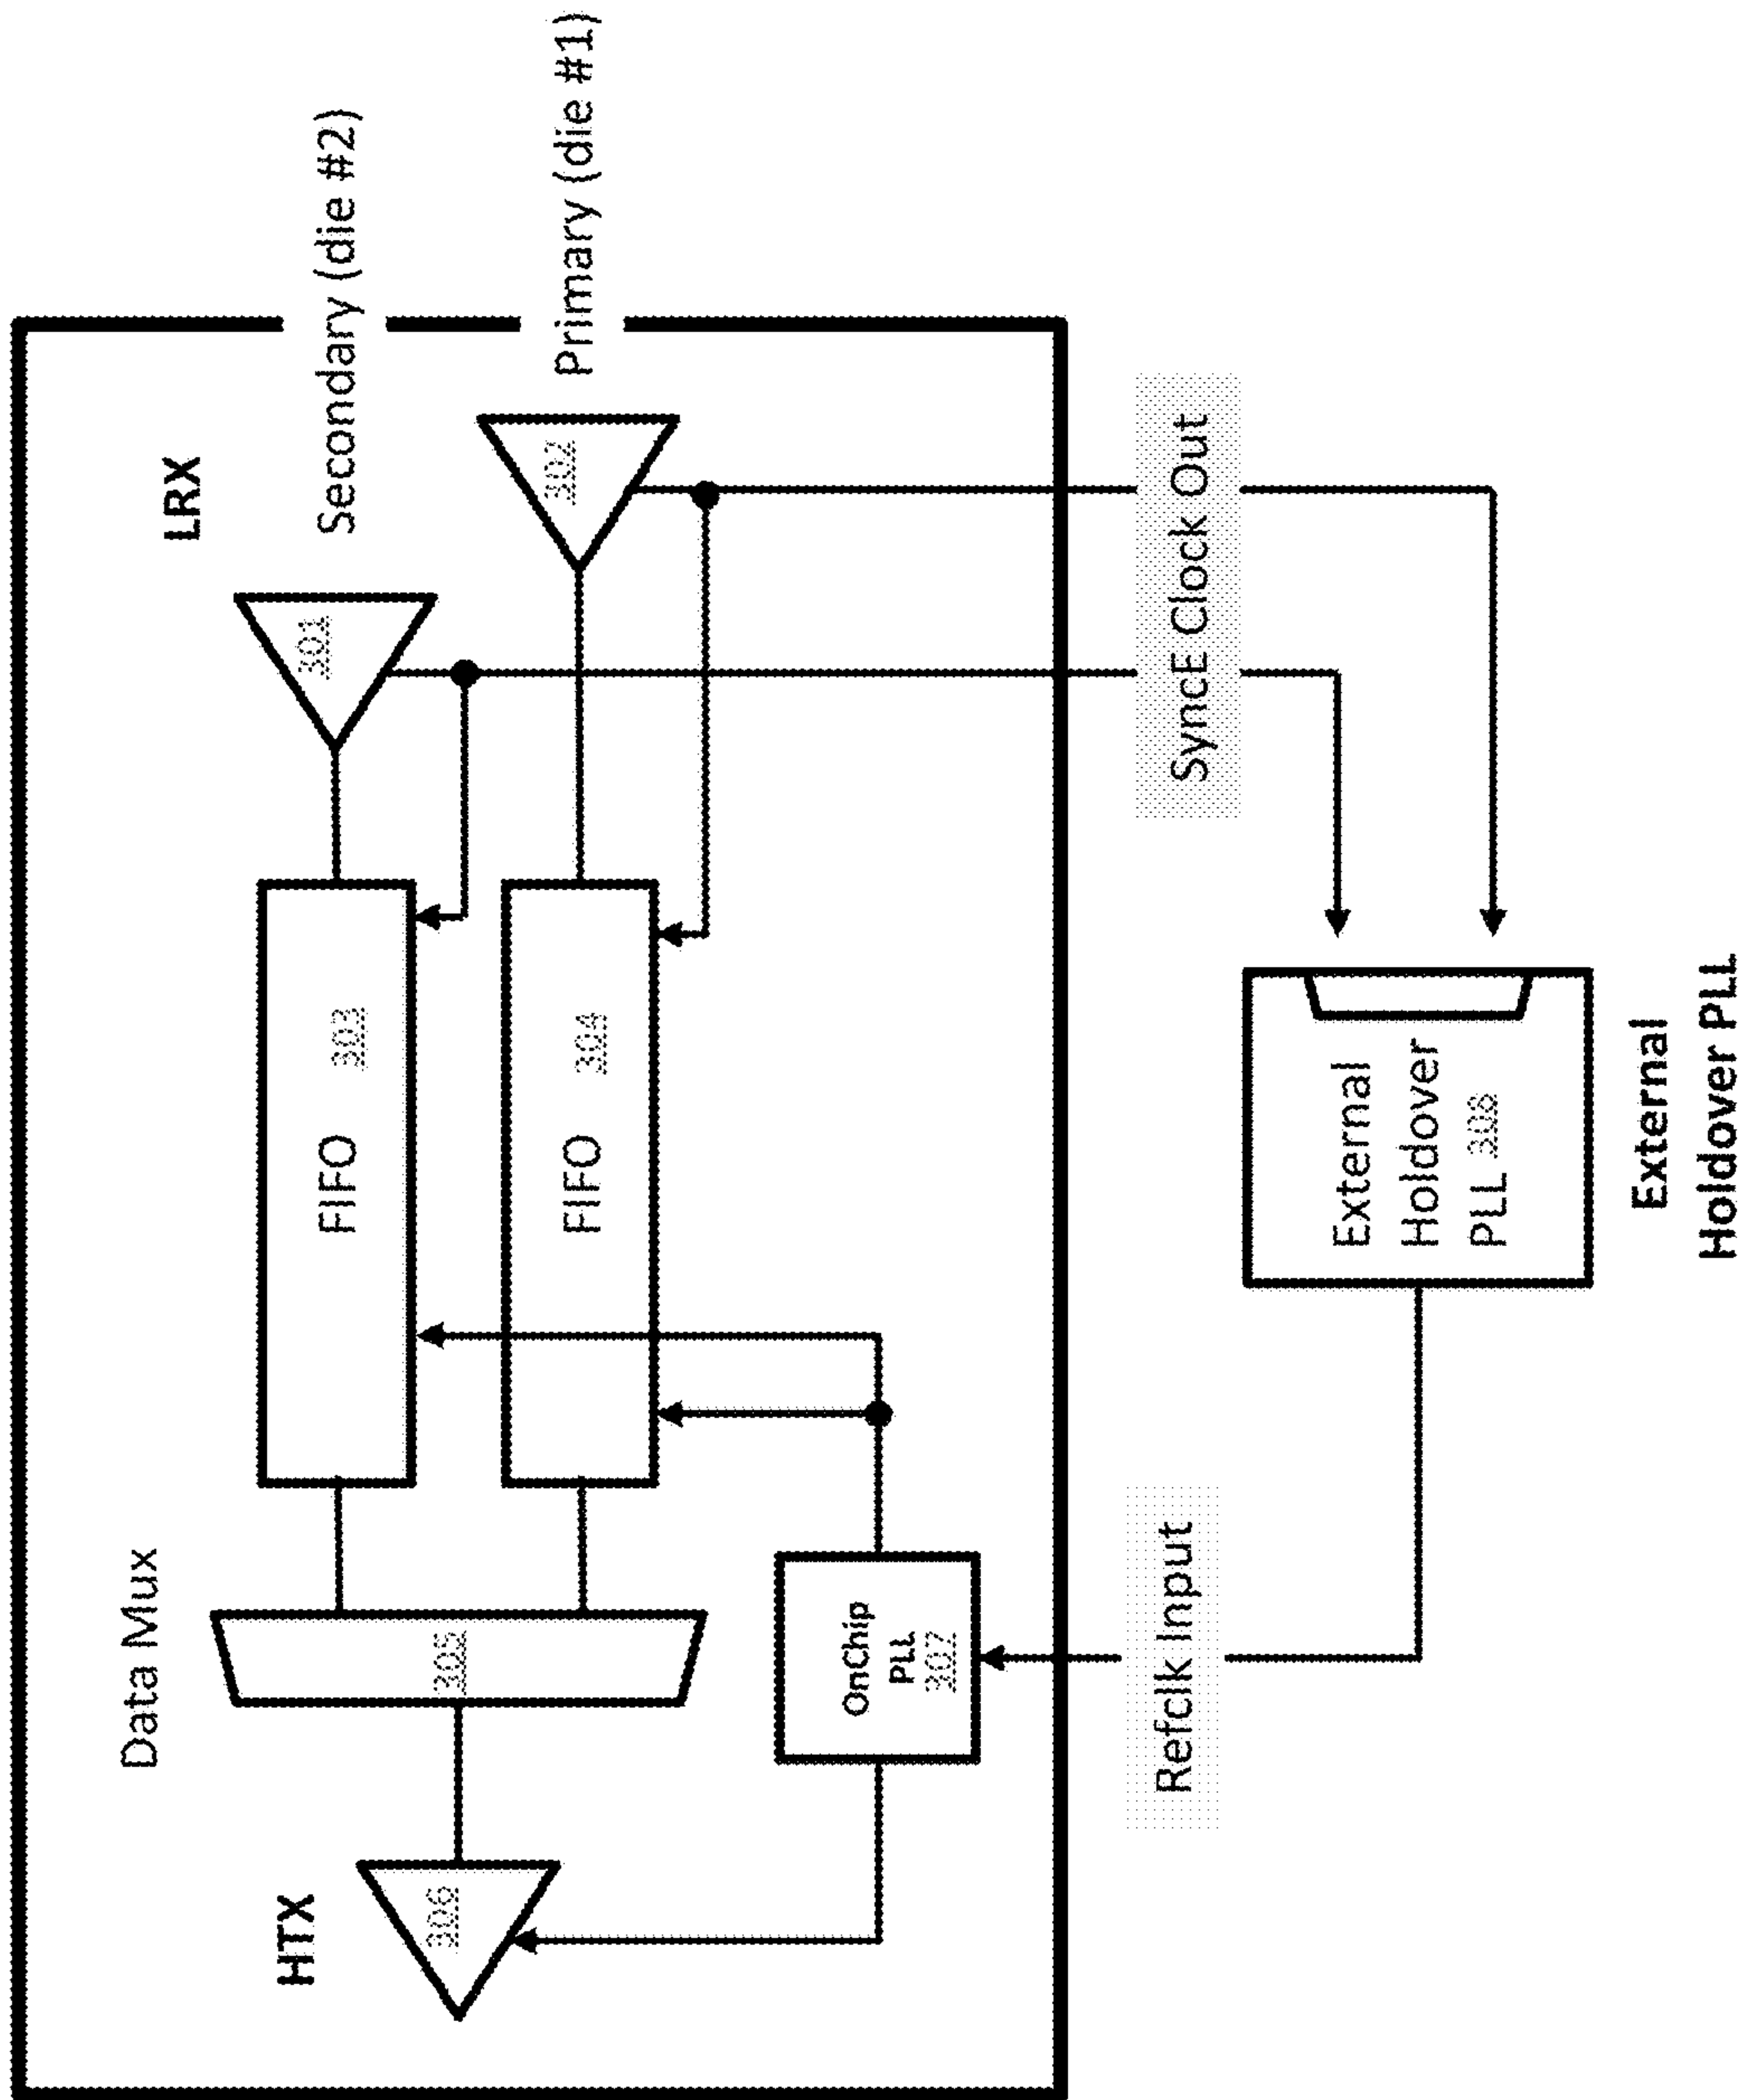 Data Mux
LRX
Secondary (die #2)
HTX
301
FIFO 303
305
306
302
Primary (die #1)
FIFO 304
OnChip
PLL
307
Refclk Input
SyncE Clock Out
External
Holdover
PLL 308
External
Holdover PLL